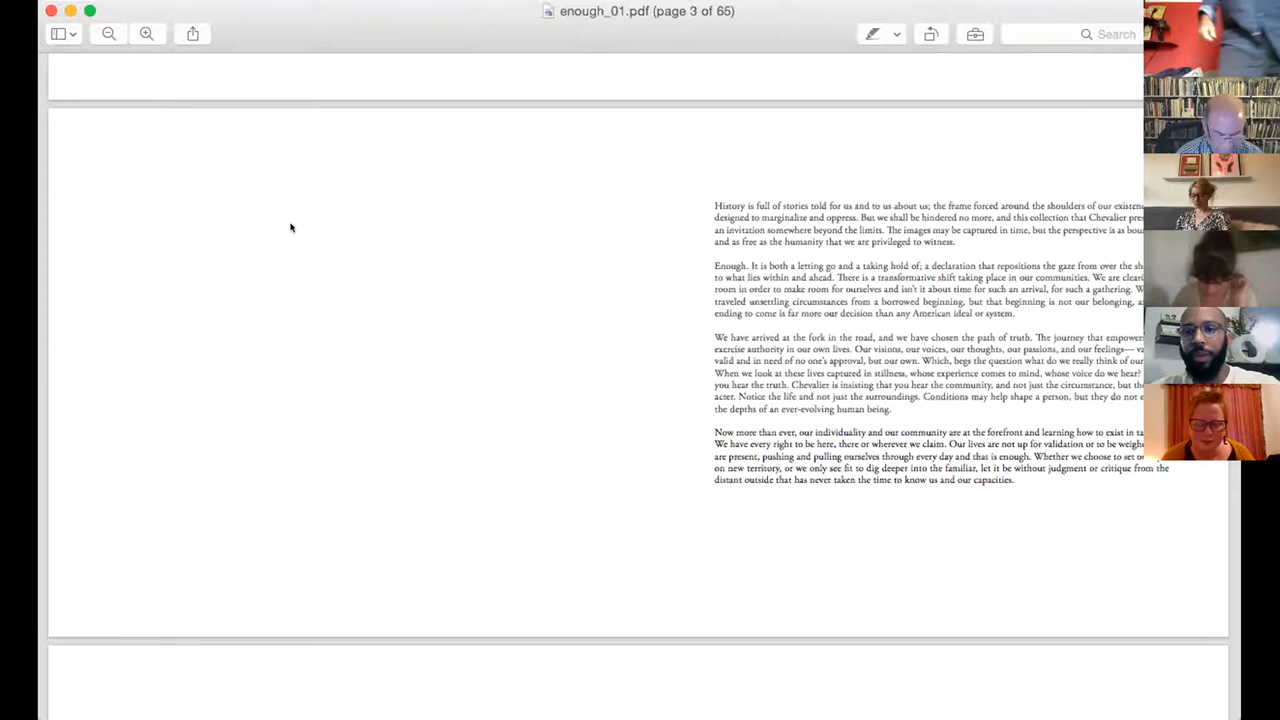 enough_01.pdf (page 3 of 65)
Search
History is full of stories told for us and to us about us; the frame forced around the shoulders of our
designed to marginalize and oppress. But we shall be hindered no more, and this collection that Chevalier
an invitation somewhere beyond the limits. The images may be captured in time, but the perspective is as
and as free as the humanity that we are privileged to witness.
Enough. It is both a letting go and a taking hold of; a declaration that repositions the gaze from over the
to what lies within and ahead. There is a transformative shift taking place in our communities. We are
room in order to make room for ourselves and isn't it about time for such an arrival, for such a gathering.
traveled unsettling circumstances from a borrowed beginning, but that beginning is not our belonging,
ending to come is far more our decision than any American ideal or system.
We have arrived at the fork in the road, and we have chosen the path of truth. The journey that
exercise authority in our own lives. Our visions, our voices, our thoughts, our passions, and our feelings—
valid and in need of no one's approval, but our own. Which, begs the question what do we really think of our
When we look at these lives captured in stillness, whose experience comes to mind, whose voice do we hear?
you hear the truth. Chevalier is insisting that you hear the community, and not just the circumstance, but the
acter. Notice the life and not just the surroundings. Conditions may help shape a person, but they do not
the depths of an ever-evolving human being.
Now more than ever, our individuality and our community are at the forefront and learning how to exist in
We have every right to be here, there or wherever we claim. Our lives are not up for validation or to be
are present, pushing and pulling ourselves through every day and that is enough. Whether we choose to set
on new territory, or we only see fit to dig deeper into the familiar, let it be without judgment or critique from the
distant outside that has never taken the time to know us and our capacities.